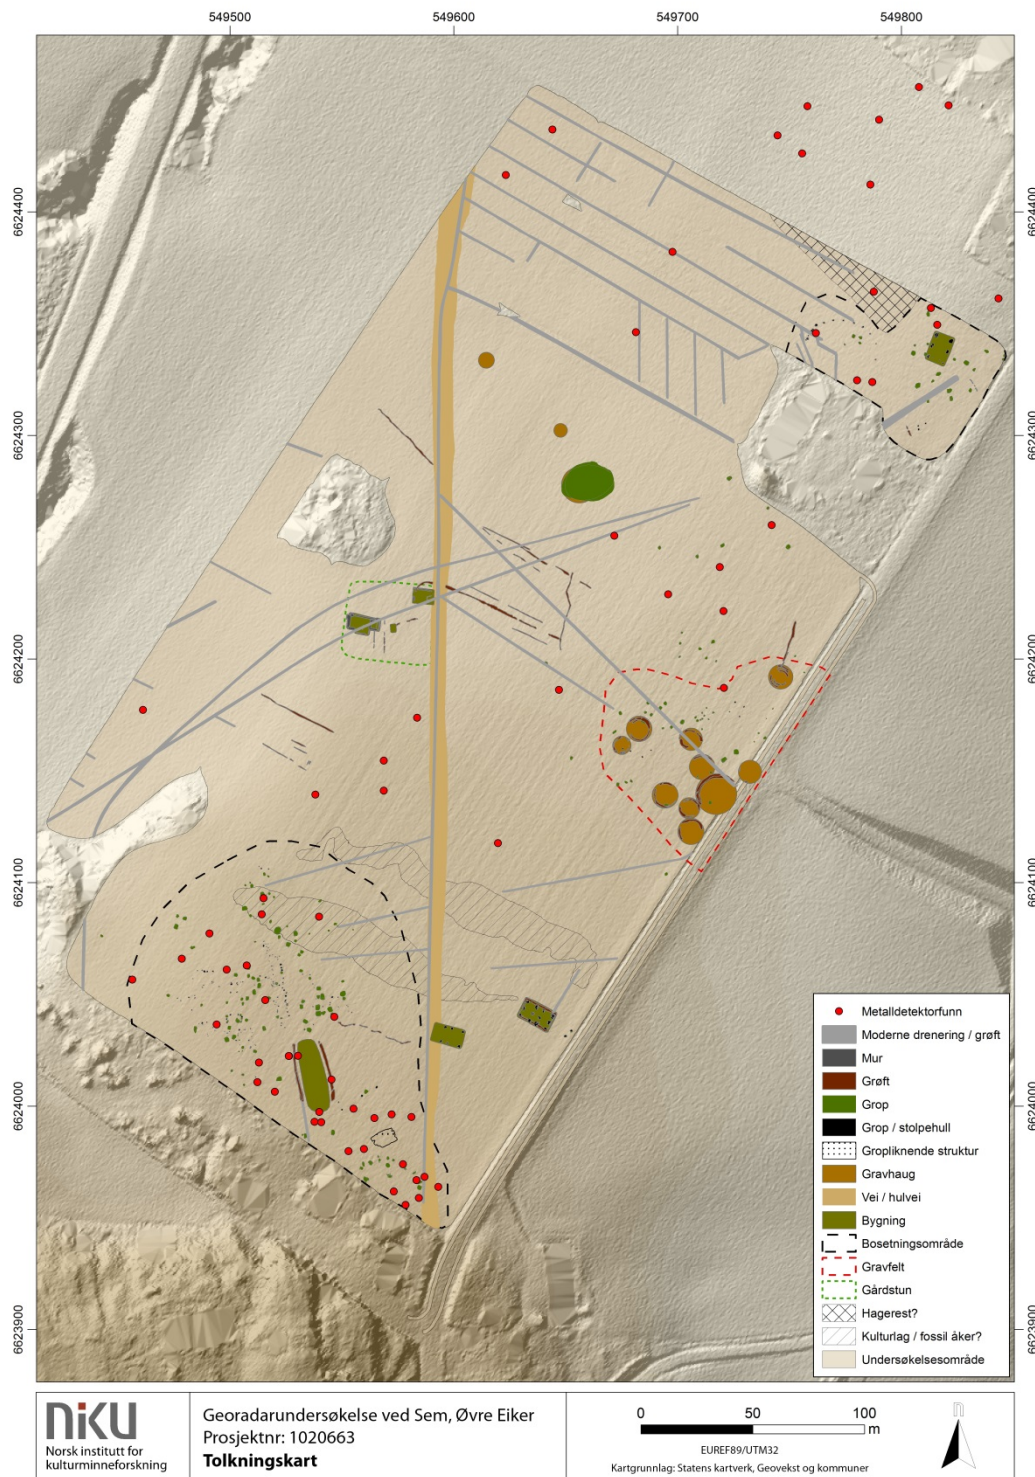 549500
549600
549700
549800
6624400
6624400
6624300
6624300
6624200
6624200
6624100
6624100
6624000
6624000
6623900
6623900
Metalldetektorfunn
Moderne drenering / grøft
Mur
Grøft
Grop
Grop / stolpehull
Gropliknende struktur
Gravhaug
Vei / hulvei
Bygning
Bosetningsområde
Gravfelt
Gårdstun
Hagerest?
Kulturlag / fossil åker?
Undersøkelsesområde
niku
Norsk institutt for
kulturminneforskning
Georadarundersøkelse ved Sem, Øvre Eiker
Prosjektnr: 1020663
Tolkningskart
0 50 100
m
EUREF89/UTM32
Kartgrunnlag: Statens kartverk, Geovekst og kommuner
n